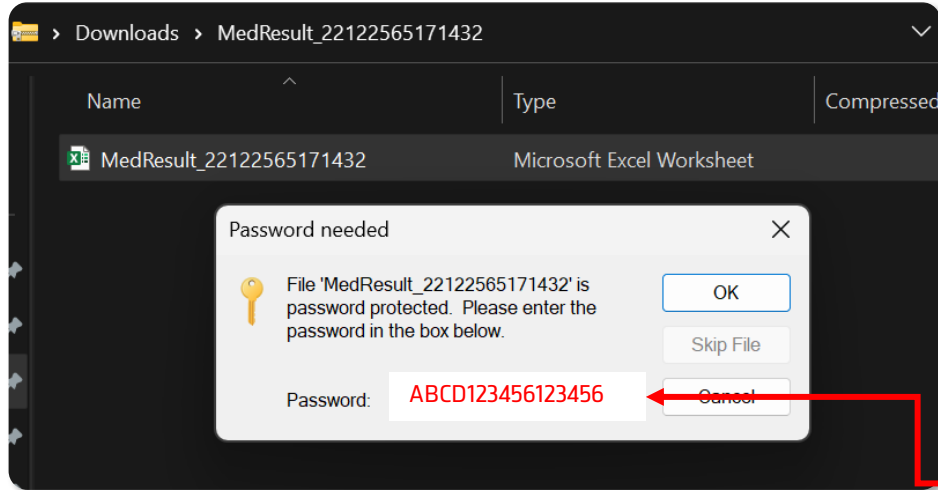 > Downloads > MedResult_22122565171432
Name Type Compressed
MedResult_22122565171432 Microsoft Excel Worksheet
Password needed
File 'MedResult_22122565171432' is
password protected. Please enter the
password in the box below.
OK
Skip File
Password: ABCD123456123456
Cancel